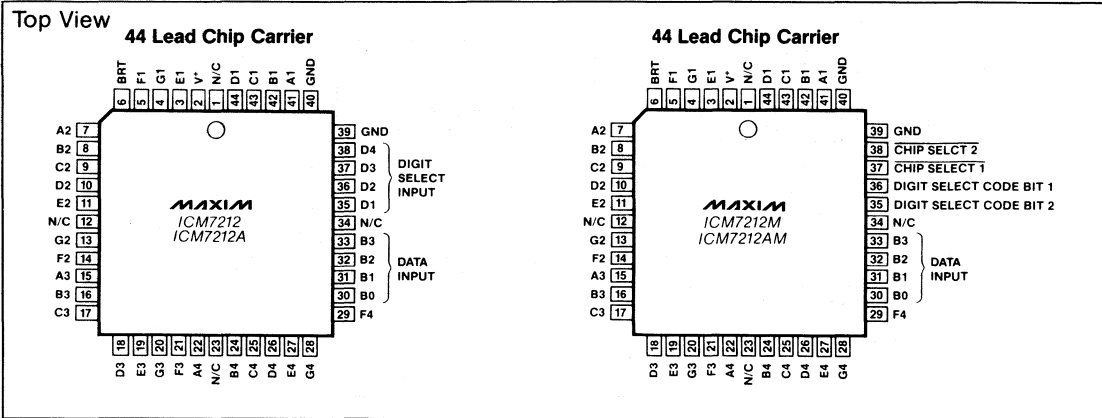 Top View
44 Lead Chip Carrier
BRT F1 G1 E1 V+ N/C D1 C1 B1 A1 GND
6 5 4 3 2 1 44 43 42 41 40
A2 7
B2 8
C2 9
D2 10
E2 11
N/C 12
G2 13
F2 14
A3 15
B3 16
C3 17
MAXIM
ICM7212
ICM7212A
39 GND
38 D4
37 D3
36 D2
35 D1
DIGIT
SELECT
INPUT
34 N/C
33 B3
32 B2
31 B1
30 B0
DATA
INPUT
29 F4
18 19 20 21 22 23 24 25 26 27 28
D3 E3 G3 F3 A4 N/C B4 C4 D4 E4 G4
44 Lead Chip Carrier
BRT F1 G1 E1 V+ N/C D1 C1 B1 A1 GND
6 5 4 3 2 1 44 43 42 41 40
A2 7
B2 8
C2 9
D2 10
E2 11
N/C 12
G2 13
F2 14
A3 15
B3 16
C3 17
MAXIM
ICM7212M
ICM7212AM
39 GND
38 CHIP SELCT 2
37 CHIP SELECT 1
36 DIGIT SELECT CODE BIT 1
35 DIGIT SELECT CODE BIT 2
34 N/C
33 B3
32 B2
31 B1
30 B0
DATA
INPUT
29 F4
18 19 20 21 22 23 24 25 26 27 28
D3 E3 G3 F3 A4 N/C B4 C4 D4 E4 G4